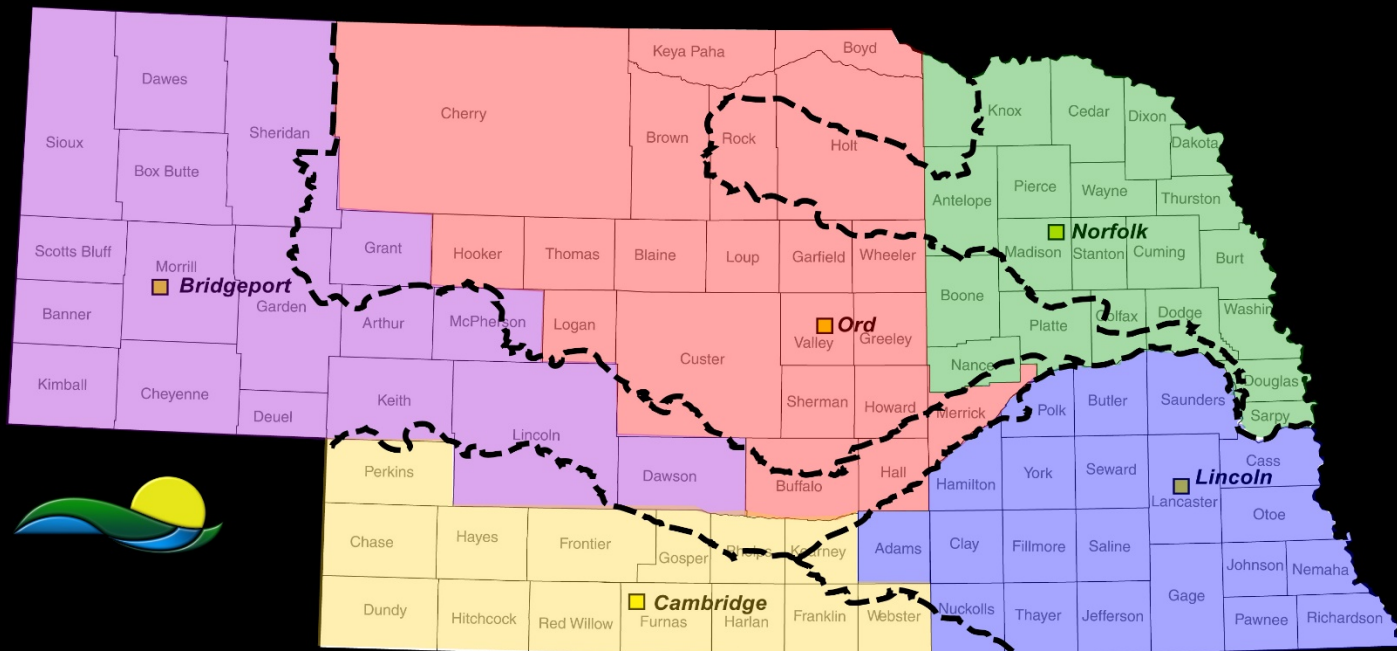 Keya Paha
Boyd
Dawes
Cherry
Knox
Cedar
Dixon
Sioux
Sheridan
Brown
Rock
Holt
Dakota
Box Butte
Pierce
Wayne
Antelope
Thurston
Norfolk
Scotts Bluff
Grant
Hooker
Thomas
Blaine
Loup
Garfield
Wheeler
Madison
Stanton
Cuming
Burt
Morrill
Bridgeport
Garden
Boone
Banner
Arthur
McPherson
Logan
Ord
Valley
Greeley
Platte
Colfax
Dodge
Washin
Custer
Nance
Kimball
Cheyenne
Deuel
Keith
Sherman
Howard
Merrick
Polk
Butler
Saunders
Douglas
Sarpy
Lincoln
Perkins
Dawson
Buffalo
Hall
Hamilton
York
Seward
Lincoln
Lancaster
Cass
Otoe
Chase
Hayes
Frontier
Gosper
Phelps
Kearney
Adams
Clay
Fillmore
Saline
Johnson
Nemaha
Dundy
Hitchcock
Red Willow
Cambridge
Furnas
Harlan
Franklin
Webster
Nuckolls
Thayer
Jefferson
Gage
Pawnee
Richardson